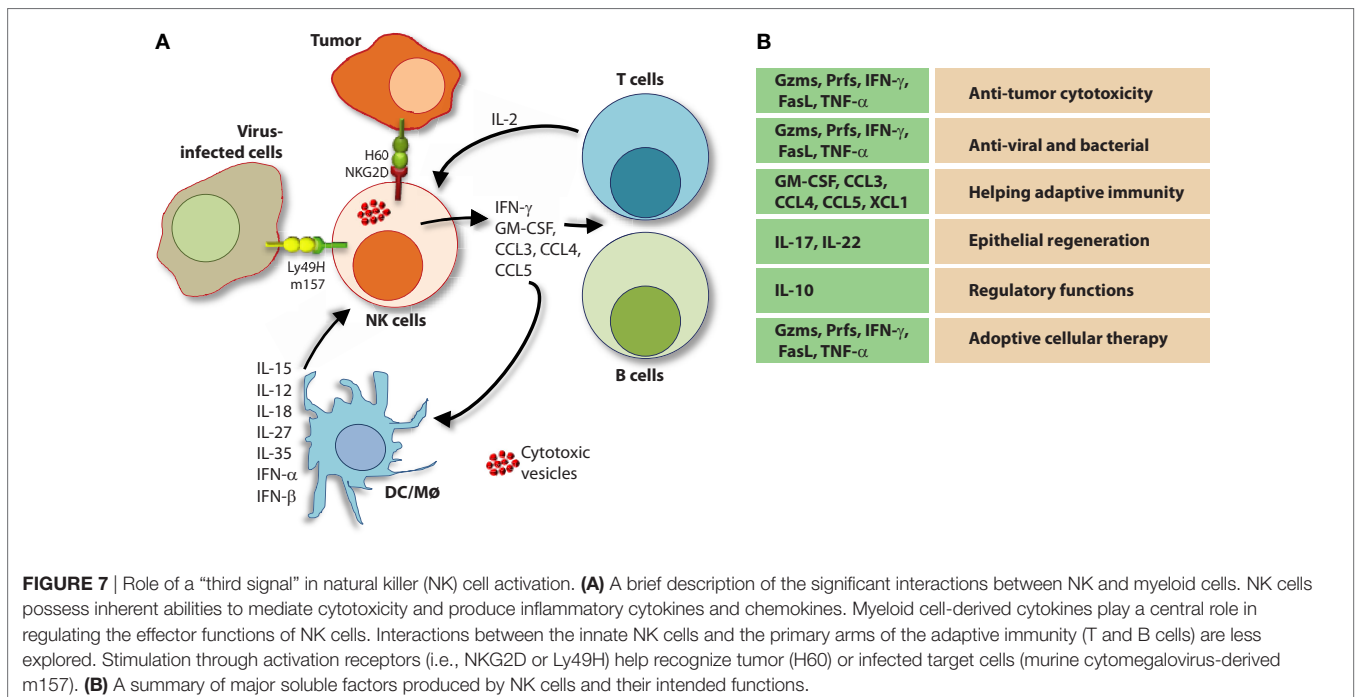 A
Tumor
Virus-
infected cells
H60
NKG2D
IL-2
T cells
Ly49H
m157
NK cells
IFN-γ
GM-CSF,
CCL3, CCL4,
CCL5
B cells
IL-15
IL-12
IL-18
IL-27
IL-35
IFN-α
IFN-β
DC/Mø
Cytotoxic
vesicles
B
Gzms, Prfs, IFN-γ,
FasL, TNF-α
Anti-tumor cytotoxicity
Gzms, Prfs, IFN-γ,
FasL, TNF-α
Anti-viral and bacterial
GM-CSF, CCL3,
CCL4, CCL5, XCL1
Helping adaptive immunity
IL-17, IL-22
Epithelial regeneration
IL-10
Regulatory functions
Gzms, Prfs, IFN-γ,
FasL, TNF-α
Adoptive cellular therapy
FIGURE 7 | Role of a “third signal” in natural killer (NK) cell activation. (A) A brief description of the significant interactions between NK and myeloid cells. NK cells
possess inherent abilities to mediate cytotoxicity and produce inflammatory cytokines and chemokines. Myeloid cell-derived cytokines play a central role in
regulating the effector functions of NK cells. Interactions between the innate NK cells and the primary arms of the adaptive immunity (T and B cells) are less
explored. Stimulation through activation receptors (i.e., NKG2D or Ly49H) help recognize tumor (H60) or infected target cells (murine cytomegalovirus-derived
m157). (B) A summary of major soluble factors produced by NK cells and their intended functions.